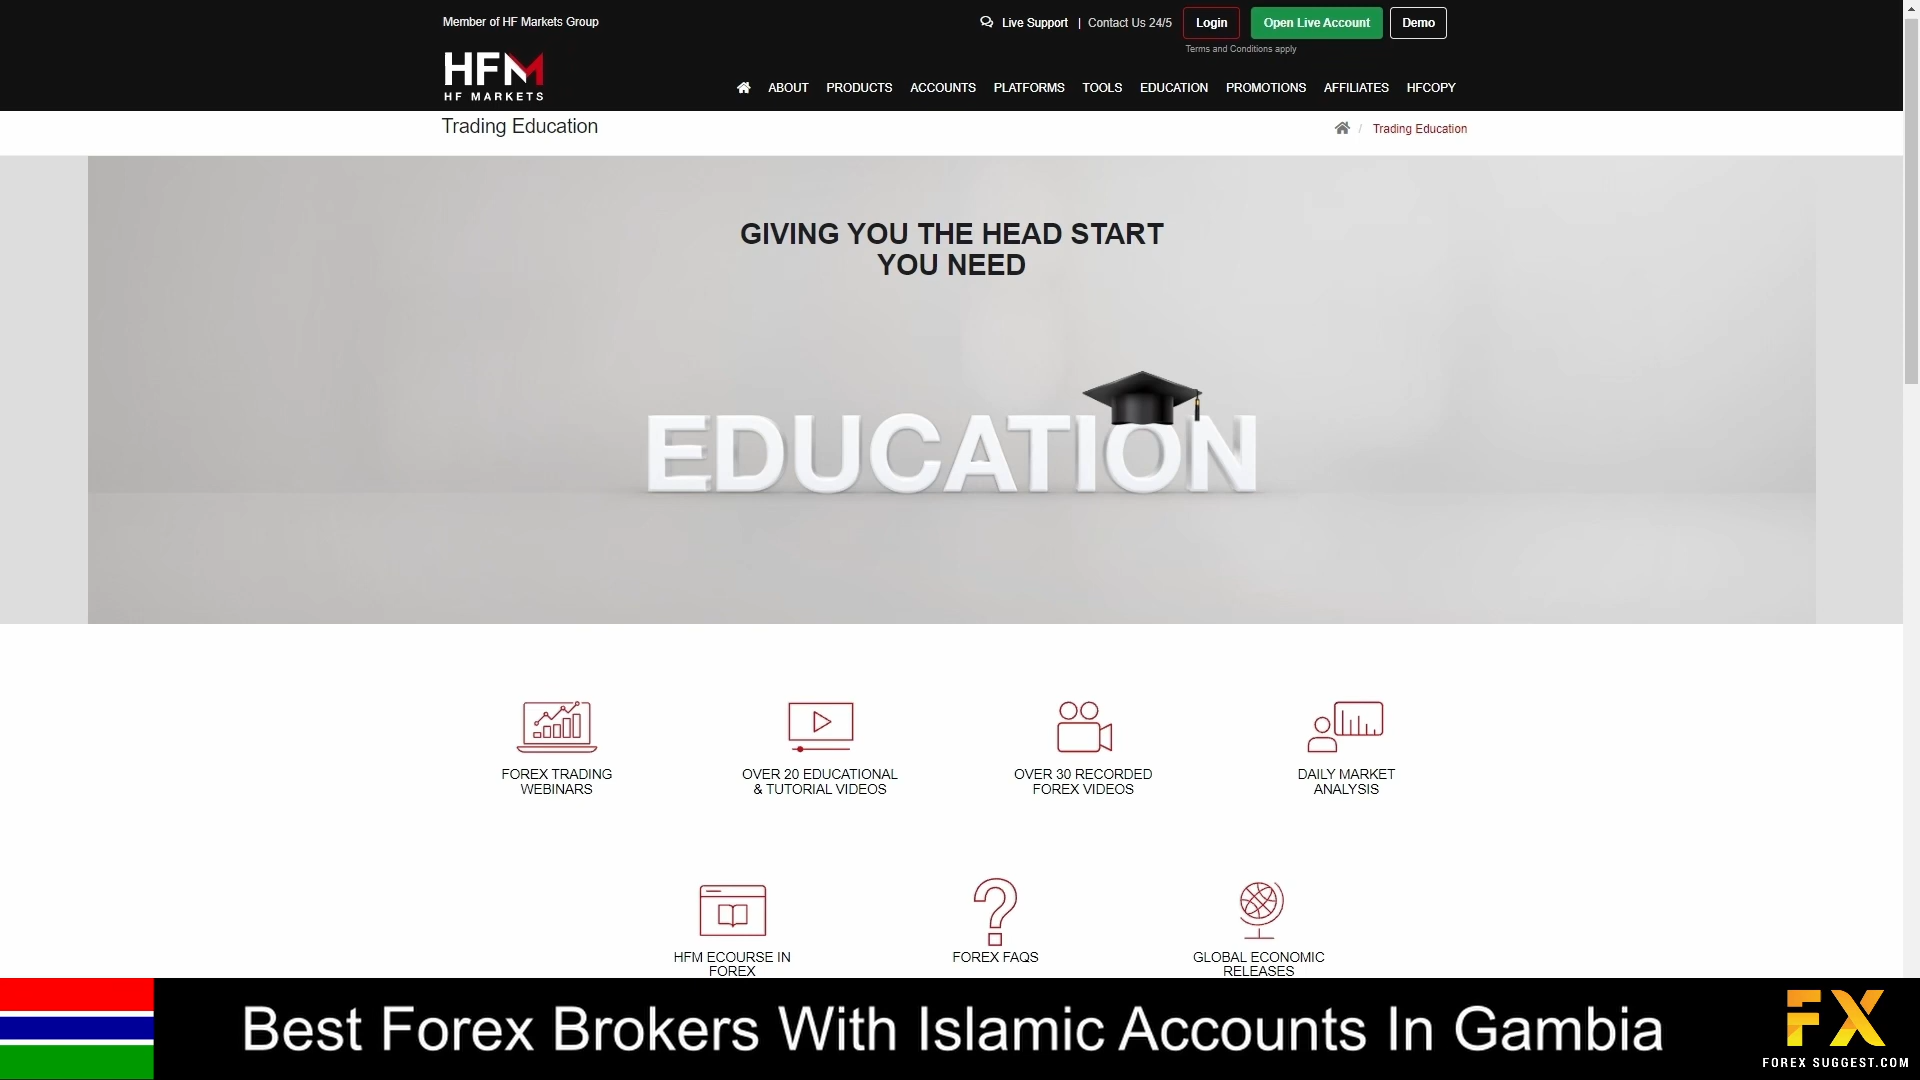 Member of HF Markets Group
Live Support | Contact Us 24/5 Login Open Live Account Demo
Terms and Conditions apply
HFM
HF MARKETS
ABOUT PRODUCTS ACCOUNTS PLATFORMS TOOLS EDUCATION PROMOTIONS AFFILIATES HFCOPY
Trading Education
/ Trading Education
GIVING YOU THE HEAD START
YOU NEED
EDUCATION
FOREX TRADING
WEBINARS
OVER 20 EDUCATIONAL
& TUTORIAL VIDEOS
OVER 30 RECORDED
FOREX VIDEOS
DAILY MARKET
ANALYSIS
HFM ECOURSE IN
FOREX
FOREX FAQS
GLOBAL ECONOMIC
RELEASES
Best Forex Brokers With Islamic Accounts In Gambia
FX
FOREX SUGGEST.COM